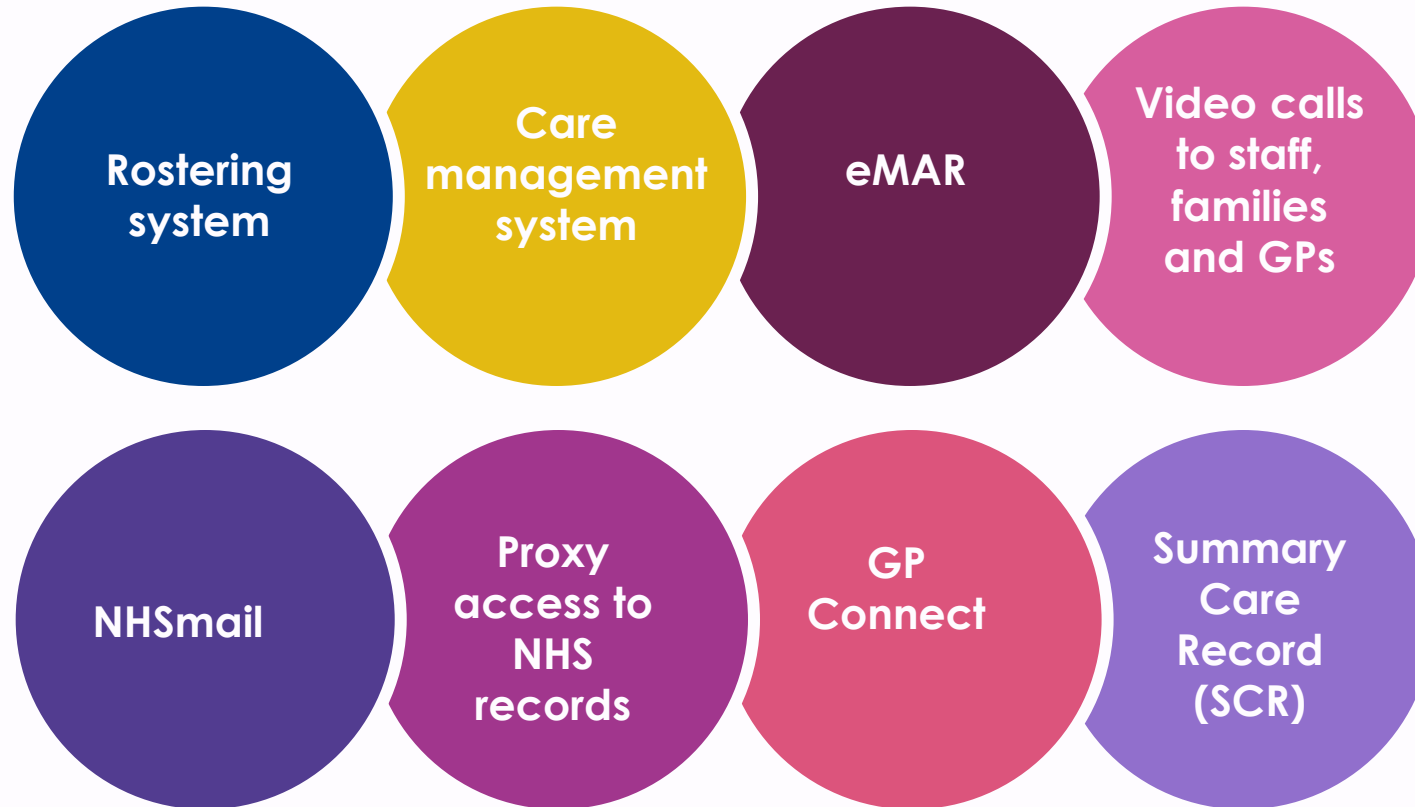 Rostering
system
Care
management
system
eMAR
Video calls
to staff,
families
and GPs
NHSmail
Proxy
access to
NHS
records
GP
Connect
Summary
Care
Record
(SCR)